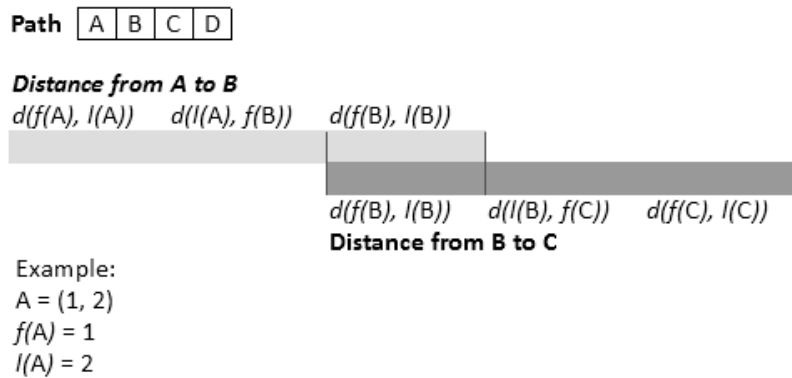 Path A B C D
Distance from A to B
d(f(A), l(A)) d(l(A), f(B)) d(f(B), l(B))
d(f(B), l(B)) d(l(B), f(C)) d(f(C), l(C))
Distance from B to C
Example:
A = (1, 2)
f(A) = 1
l(A) = 2